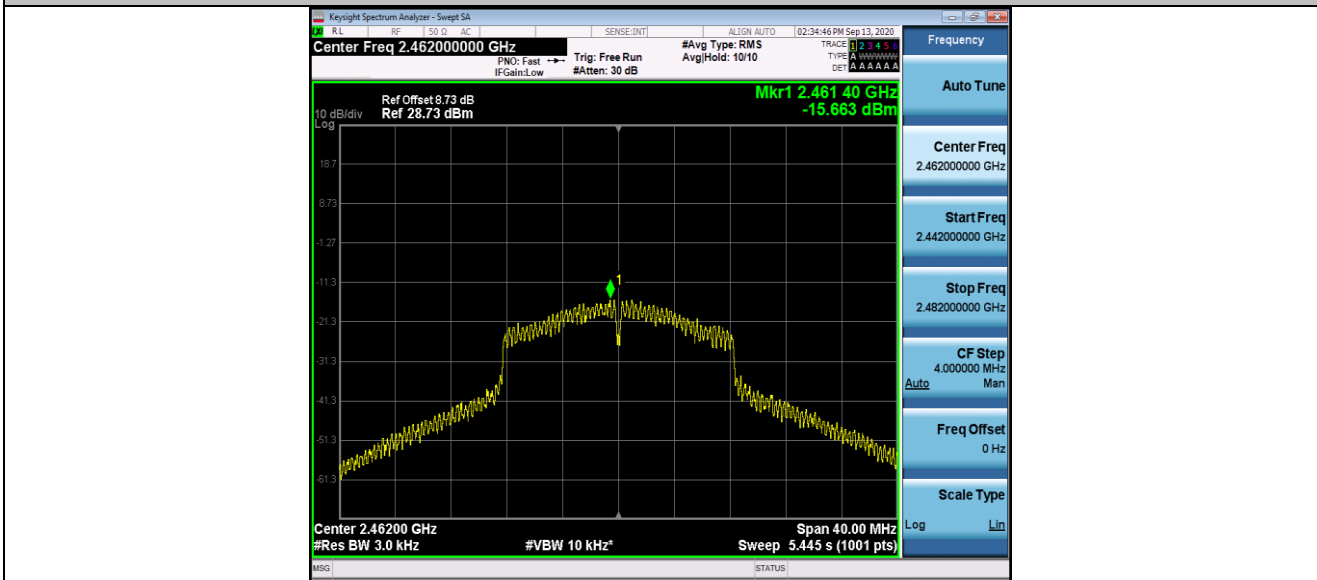 Keysight Spectrum Analyzer - Swept SA
RL RF 50 Ω AC SENSE:INT ALIGN AUTO 02:34:46 PM Sep 13, 2020
Center Freq 2.462000000 GHz
PNO: Fast
IFGain:Low
Trig: Free Run
#Atten: 30 dB
#Avg Type: RMS
Avg|Hold: 10/10
TRACE 1 2 3 4 5 6
TYPE A WWWWW
DET A A A A A A
Mkr1 2.461 40 GHz
-15.663 dBm
Ref Offset 8.73 dB
10 dB/div Ref 28.73 dBm
Log
18.7
8.73
-1.27
-11.3
-21.3
-31.3
-41.3
-51.3
-61.3
1
Center 2.46200 GHz Span 40.00 MHz
#Res BW 3.0 kHz #VBW 10 kHz* Sweep 5.445 s (1001 pts)
MSG STATUS
Frequency
Auto Tune
Center Freq
2.462000000 GHz
Start Freq
2.442000000 GHz
Stop Freq
2.482000000 GHz
CF Step
4.000000 MHz
Auto Man
Freq Offset
0 Hz
Scale Type
Log Lin